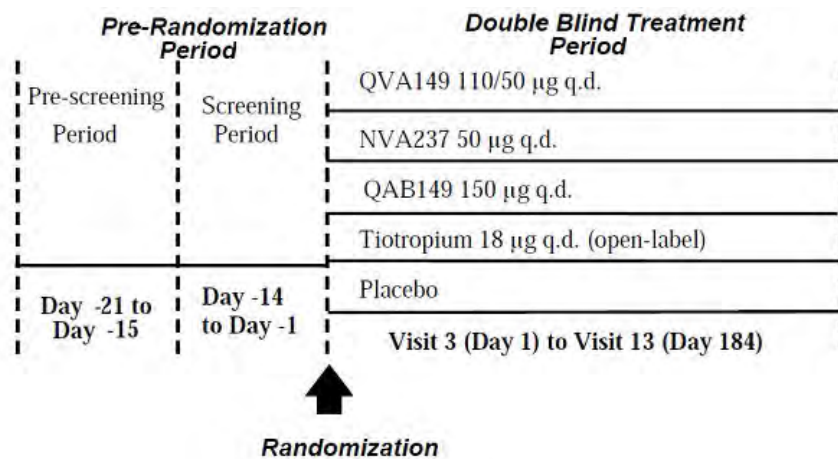 Pre-Randomization
Period
Double Blind Treatment
Period
Pre-screening
Period
Screening
Period
QVA149 110/50 µg q.d.
NVA237 50 µg q.d.
QAB149 150 µg q.d.
Tiotropium 18 µg q.d. (open-label)
Placebo
Day -21 to
Day -15
Day -14
to Day -1
Visit 3 (Day 1) to Visit 13 (Day 184)
Randomization